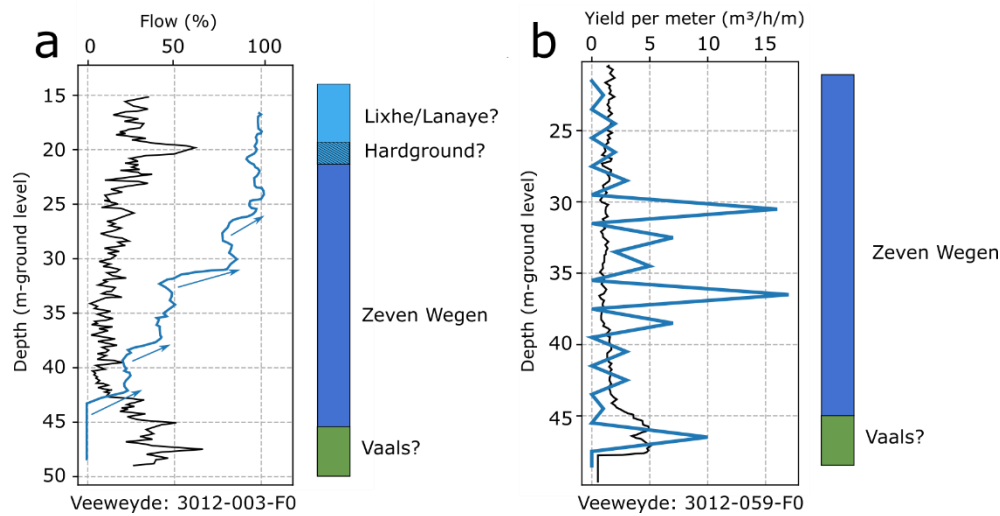 a
Flow (%)
0 50 100
Depth (m-ground level)
15
20
25
30
35
40
45
50
Lixhe/Lanaye?
Hardground?
Zeven Wegen
Vaals?
Veeweyde: 3012-003-F0
b
Yield per meter (m³/h/m)
0 5 10 15
Depth (m-ground level)
25
30
35
40
45
Zeven Wegen
Vaals?
Veeweyde: 3012-059-F0